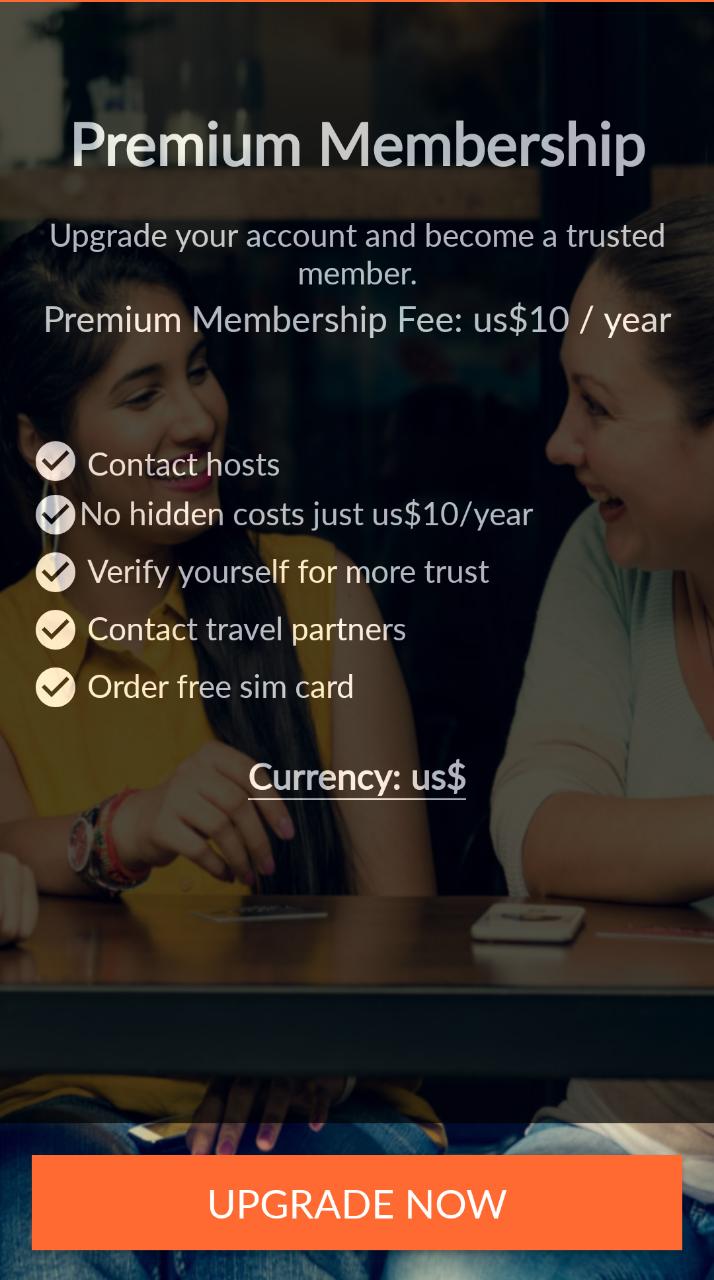 Premium Membership
Upgrade your account and become a trusted
member.
Premium Membership Fee: us$10 / year
Contact hosts
No hidden costs just us$10/year
Verify yourself for more trust
Contact travel partners
Order free sim card
Currency: us$
UPGRADE NOW